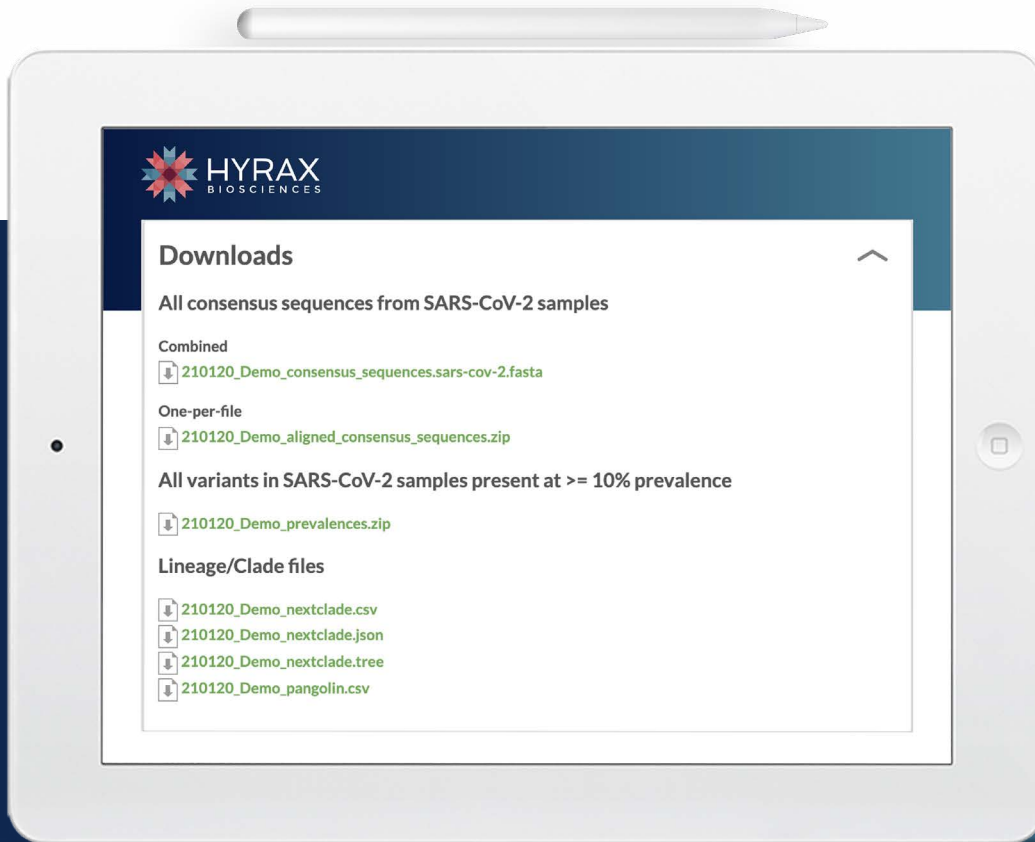 HYRAX
BIOSCIENCES
Downloads
All consensus sequences from SARS-CoV-2 samples
Combined
210120_Demo_consensus_sequences.sars-cov-2.fasta
One-per-file
210120_Demo_aligned_consensus_sequences.zip
All variants in SARS-CoV-2 samples present at >= 10% prevalence
210120_Demo_prevalences.zip
Lineage/Clade files
210120_Demo_nextclade.csv
210120_Demo_nextclade.json
210120_Demo_nextclade.tree
210120_Demo_pangolin.csv